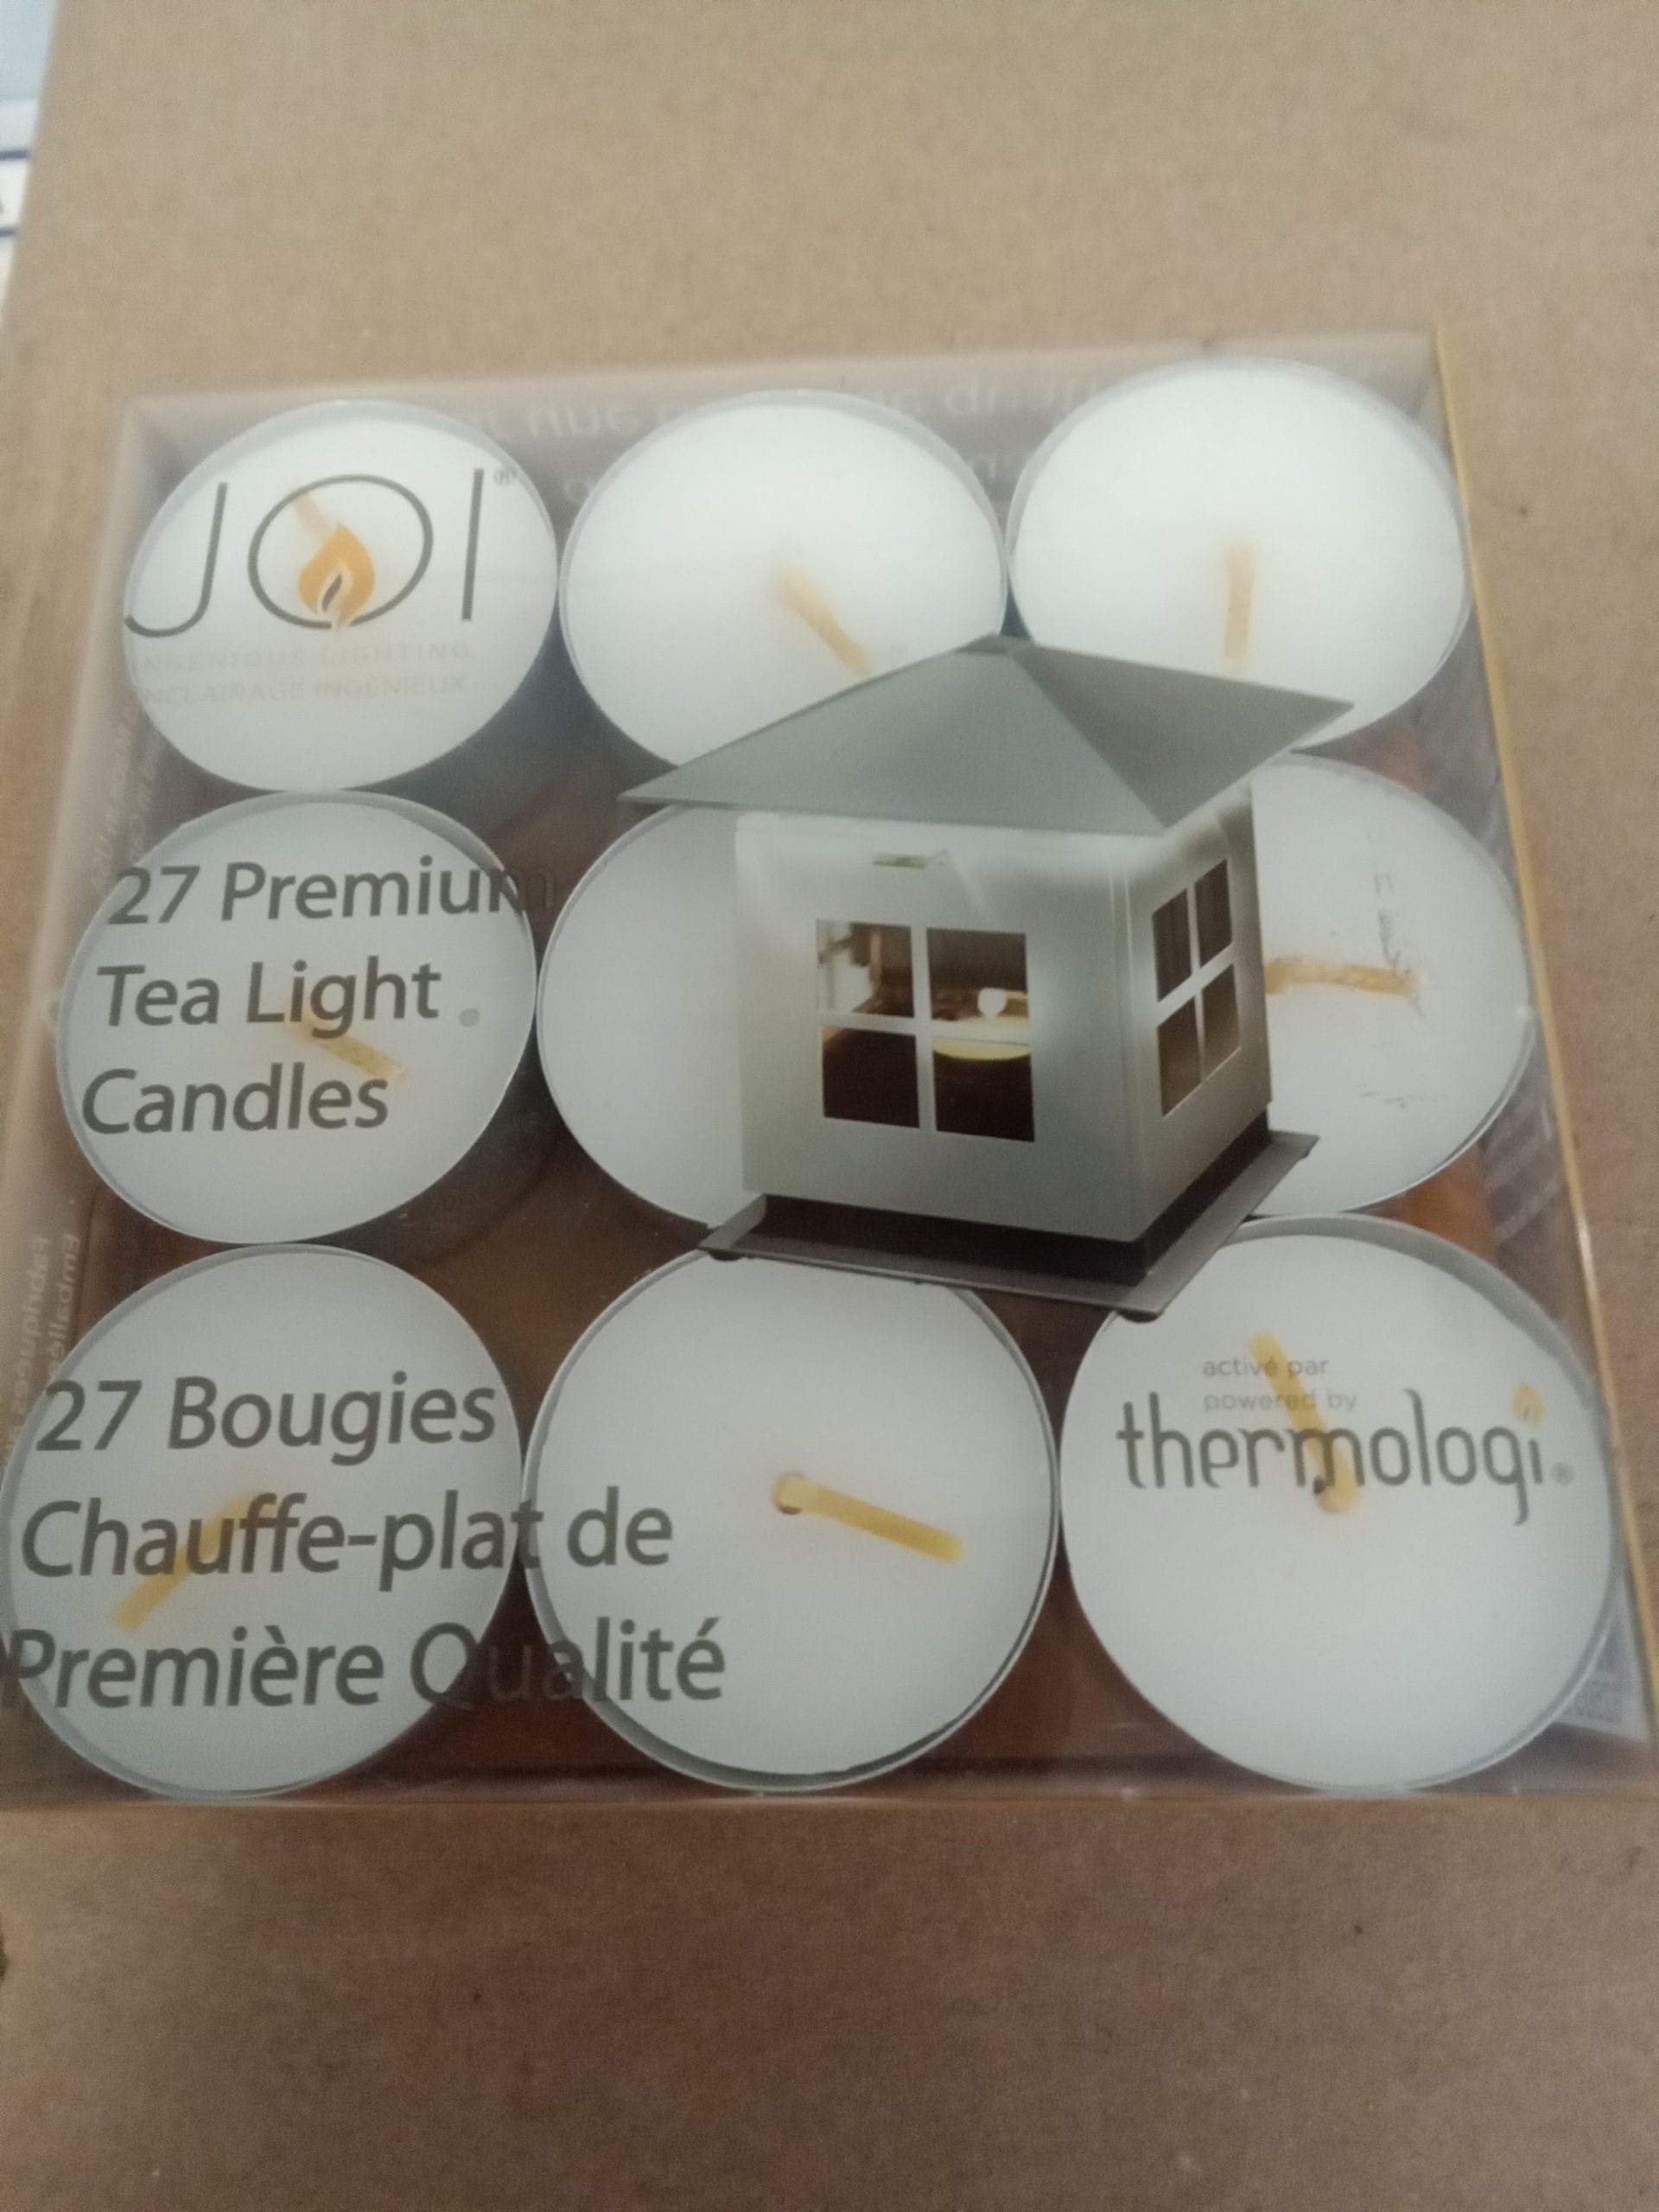 JOI®
INGENIOUS LIGHTING
ENCLAIRAGE INGÉNIEUX
27 Premium
Tea Light
Candles
27 Bougies
Chauffe-plat de
Première Qualité
activé par
powered by
thermologi®